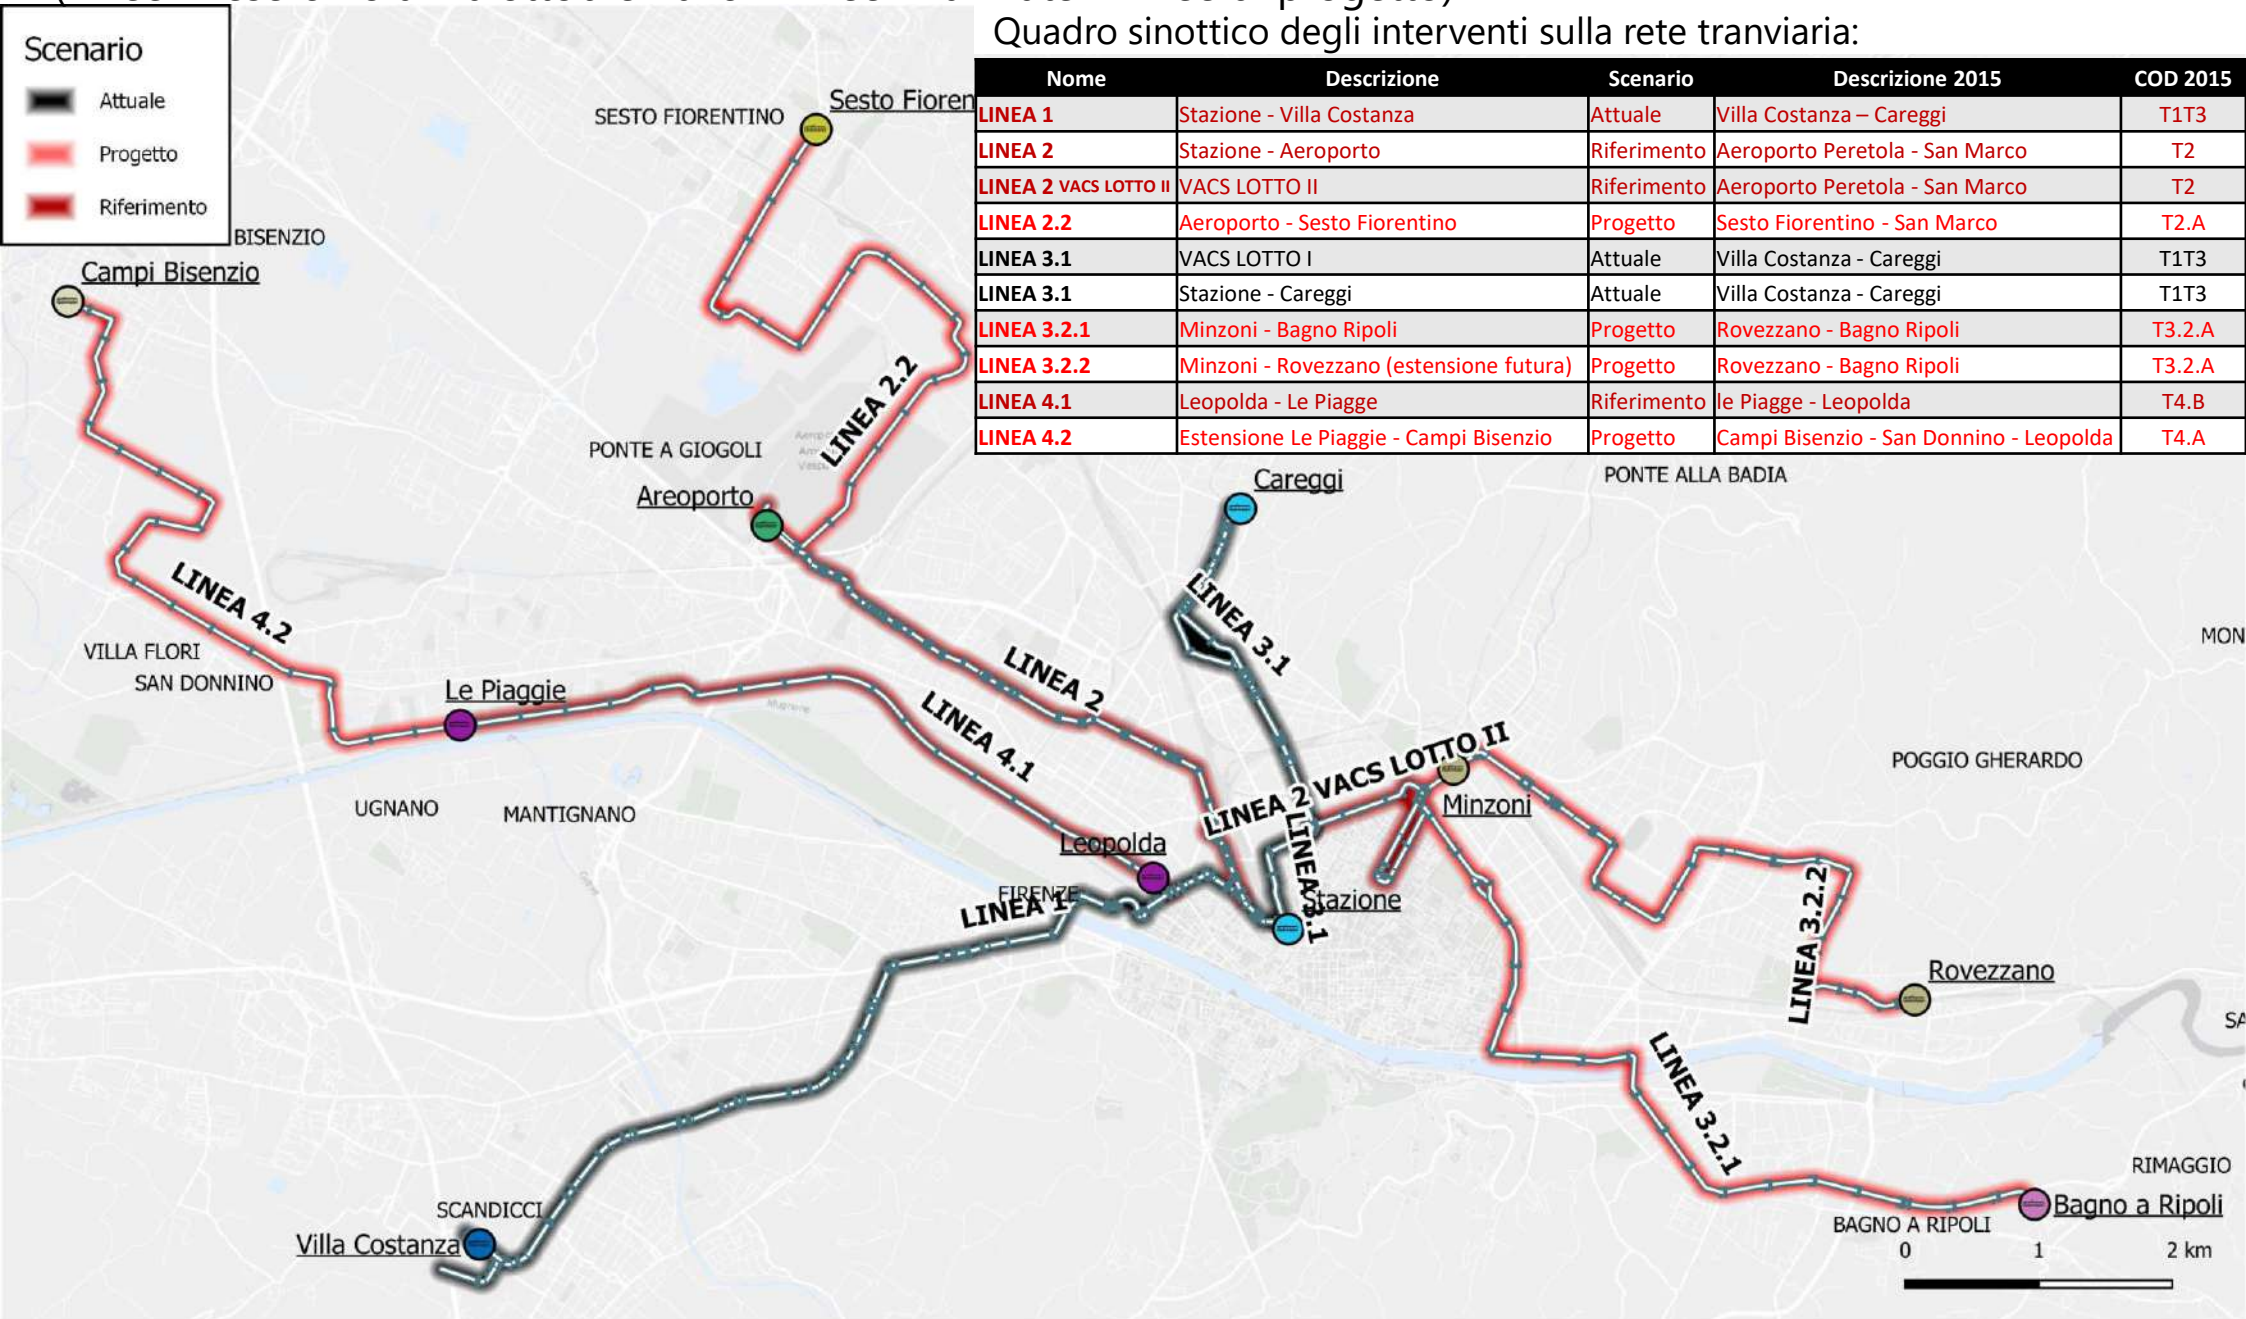 Quadro sinottico degli interventi sulla rete tranviaria:
Scenario
Attuale
Progetto
Riferimento
Nome Descrizione Scenario Descrizione 2015 COD 2015
LINEA 1 Stazione - Villa Costanza Attuale Villa Costanza – Careggi T1T3
LINEA 2 Stazione - Aeroporto Riferimento Aeroporto Peretola - San Marco T2
LINEA 2 VACS LOTTO II VACS LOTTO II Riferimento Aeroporto Peretola - San Marco T2
LINEA 2.2 Aeroporto - Sesto Fiorentino Progetto Sesto Fiorentino - San Marco T2.A
LINEA 3.1 VACS LOTTO I Attuale Villa Costanza - Careggi T1T3
LINEA 3.1 Stazione - Careggi Attuale Villa Costanza - Careggi T1T3
LINEA 3.2.1 Minzoni - Bagno Ripoli Progetto Rovezzano - Bagno Ripoli T3.2.A
LINEA 3.2.2 Minzoni - Rovezzano (estensione futura) Progetto Rovezzano - Bagno Ripoli T3.2.A
LINEA 4.1 Leopolda - Le Piagge Riferimento le Piagge - Leopolda T4.B
LINEA 4.2 Estensione Le Piaggie - Campi Bisenzio Progetto Campi Bisenzio - San Donnino - Leopolda T4.A
Sesto Fioren
SESTO FIORENTINO
BISENZIO
Campi Bisenzio
LINEA 2.2
PONTE A GIOGOLI
Areoporto
Careggi
PONTE ALLA BADIA
LINEA 4.2
LINEA 3.1
VILLA FLORI
SAN DONNINO
MON
Le Piaggie
LINEA 2
Mugnone
LINEA 4.1
LINEA 2 VACS LOTTO II
POGGIO GHERARDO
UGNANO
MANTIGNANO
Minzoni
Leopolda
LINEA 3.1
FIRENZE
LINEA 1
Stazione
LINEA 3.2.2
Rovezzano
SA
LINEA 3.2.1
RIMAGGIO
SCANDICCI
Villa Costanza
Bagno a Ripoli
BAGNO A RIPOLI
0 1 2 km